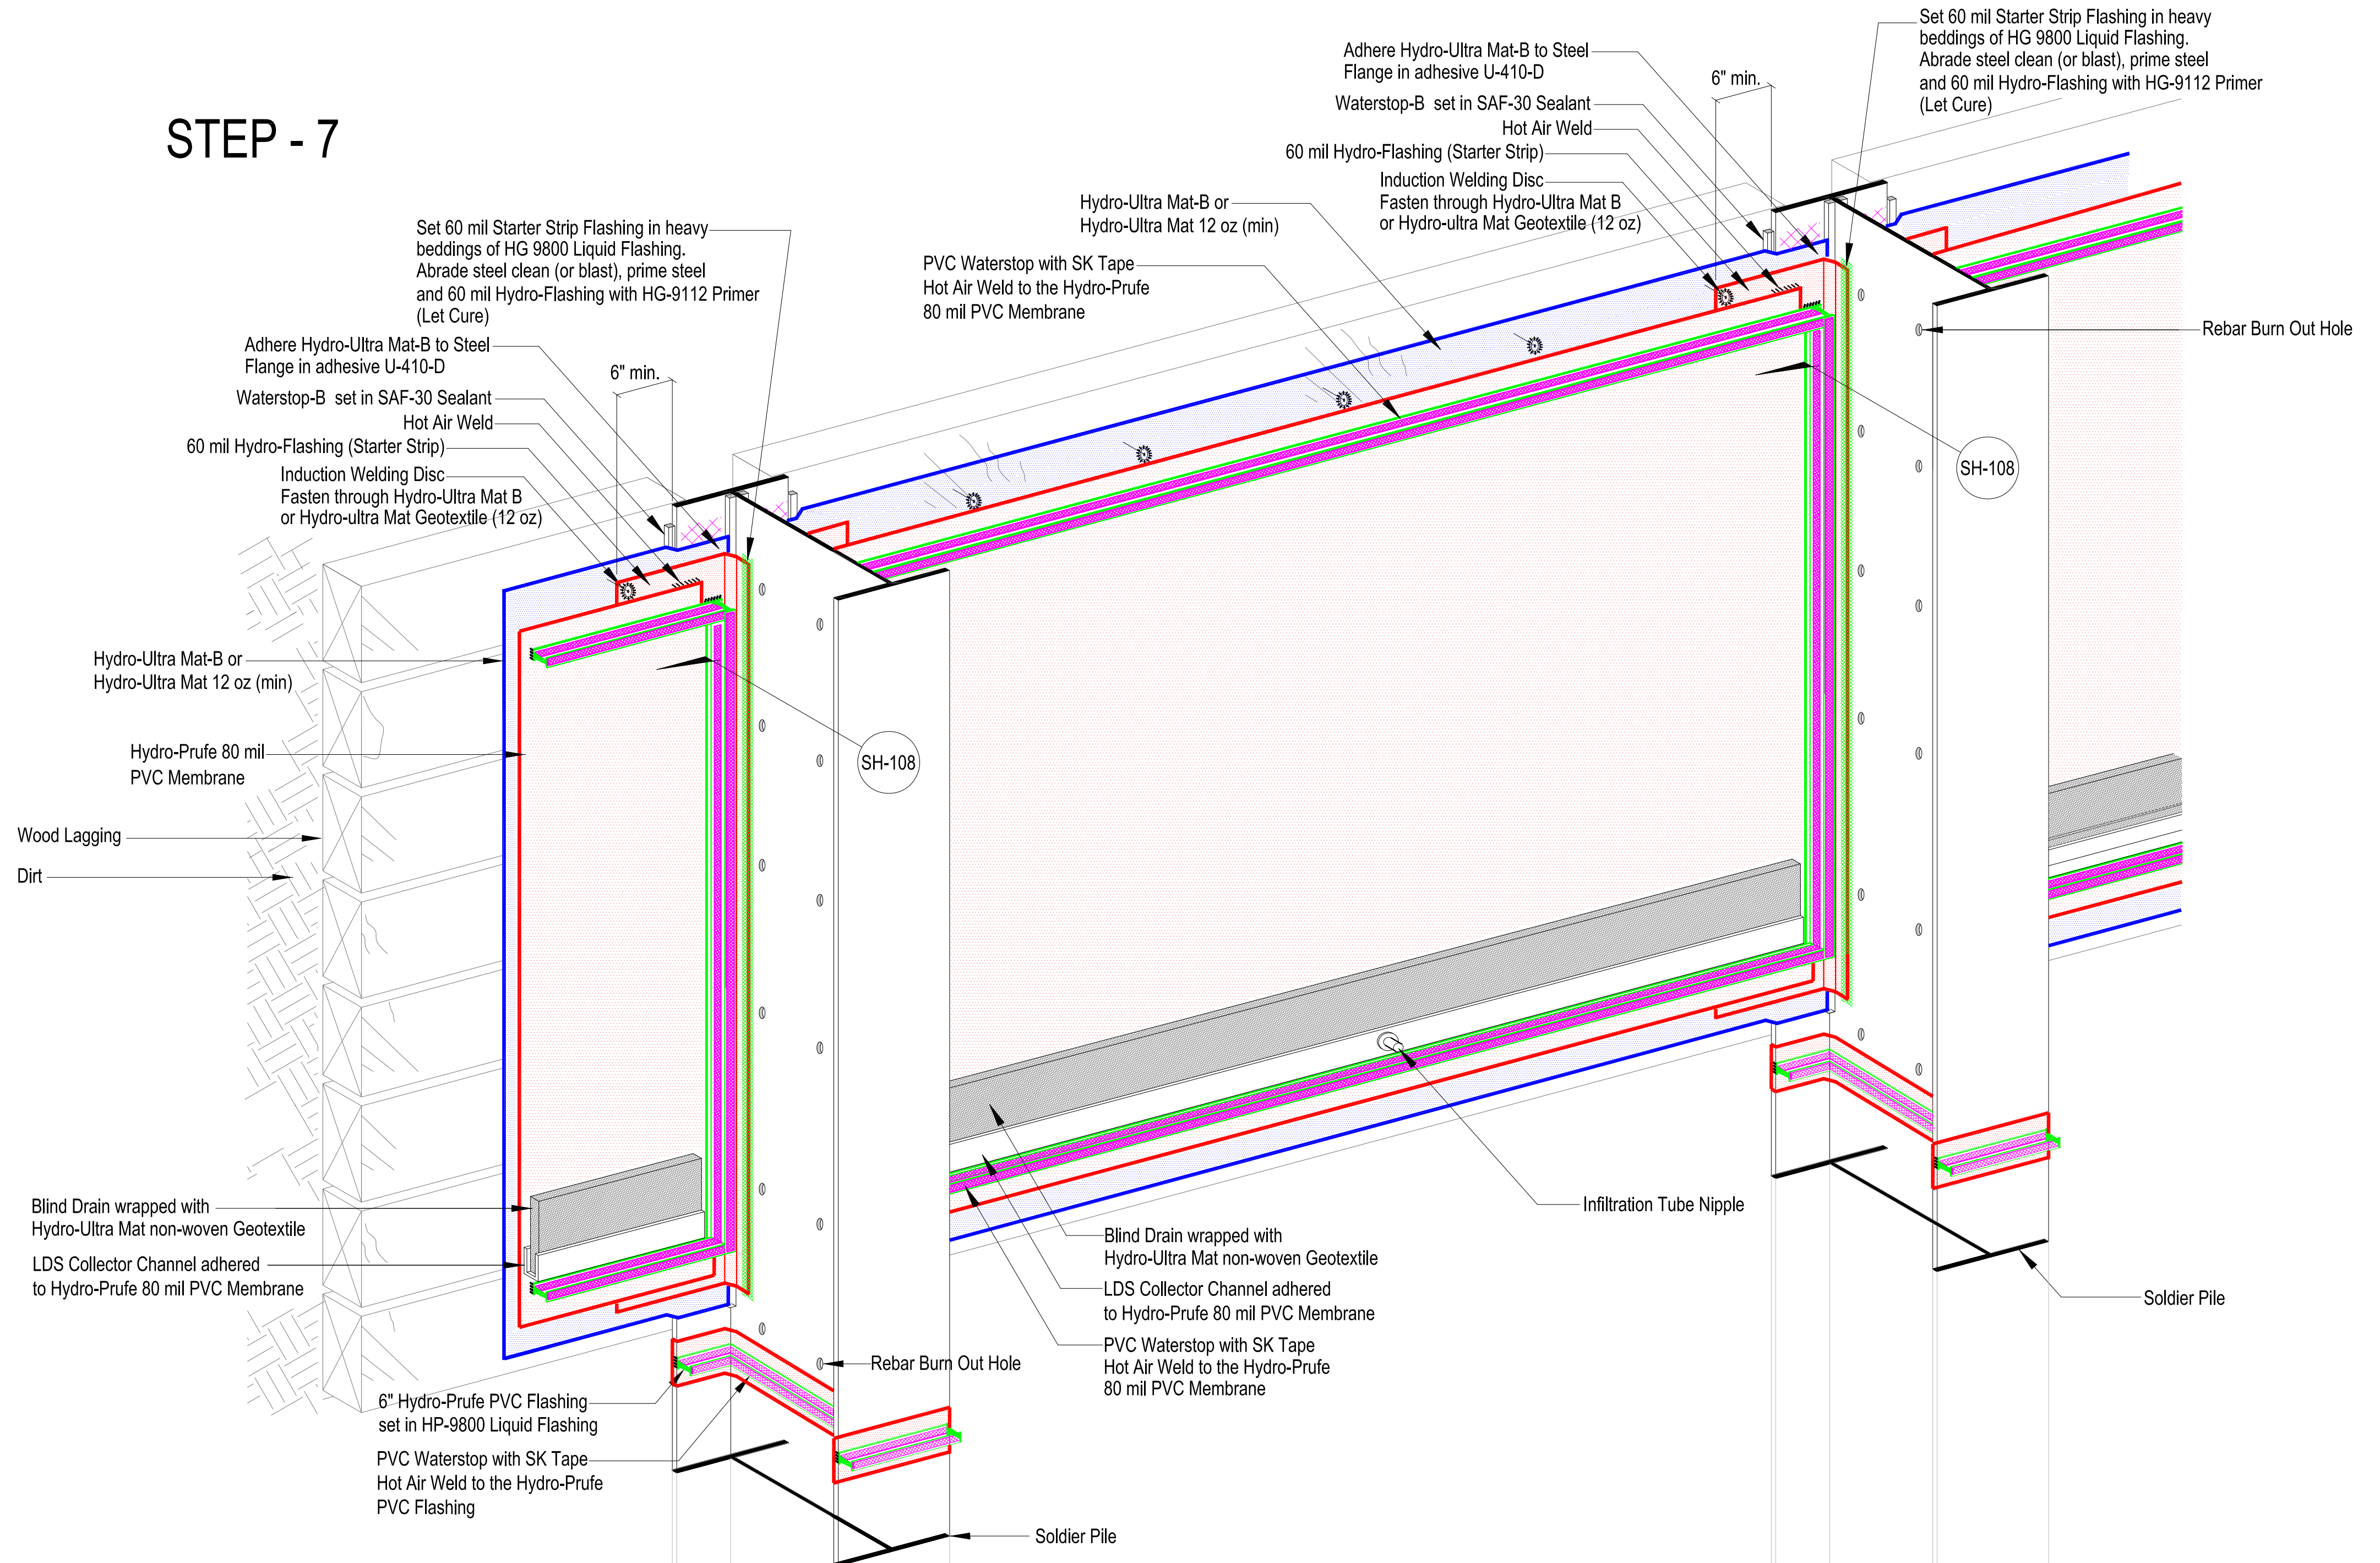 STEP - 7
Set 60 mil Starter Strip Flashing in heavy
beddings of HG 9800 Liquid Flashing.
Abrade steel clean (or blast), prime steel
and 60 mil Hydro-Flashing with HG-9112 Primer
(Let Cure)
Adhere Hydro-Ultra Mat-B to Steel
Flange in adhesive U-410-D
Waterstop-B set in SAF-30 Sealant
Hot Air Weld
60 mil Hydro-Flashing (Starter Strip)
Induction Welding Disc
Fasten through Hydro-Ultra Mat B
or Hydro-ultra Mat Geotextile (12 oz)
6" min.
Hydro-Ultra Mat-B or
Hydro-Ultra Mat 12 oz (min)
Hydro-Prufe 80 mil
PVC Membrane
Wood Lagging
Dirt
Blind Drain wrapped with
Hydro-Ultra Mat non-woven Geotextile
LDS Collector Channel adhered
to Hydro-Prufe 80 mil PVC Membrane
6" Hydro-Prufe PVC Flashing
set in HP-9800 Liquid Flashing
PVC Waterstop with SK Tape
Hot Air Weld to the Hydro-Prufe
PVC Flashing
SH-108
Rebar Burn Out Hole
Soldier Pile
Adhere Hydro-Ultra Mat-B to Steel
Flange in adhesive U-410-D
Waterstop-B set in SAF-30 Sealant
Hot Air Weld
60 mil Hydro-Flashing (Starter Strip)
Induction Welding Disc
Fasten through Hydro-Ultra Mat B
or Hydro-ultra Mat Geotextile (12 oz)
Hydro-Ultra Mat-B or
Hydro-Ultra Mat 12 oz (min)
PVC Waterstop with SK Tape
Hot Air Weld to the Hydro-Prufe
80 mil PVC Membrane
6" min.
Set 60 mil Starter Strip Flashing in heavy
beddings of HG 9800 Liquid Flashing.
Abrade steel clean (or blast), prime steel
and 60 mil Hydro-Flashing with HG-9112 Primer
(Let Cure)
Rebar Burn Out Hole
SH-108
Infiltration Tube Nipple
Blind Drain wrapped with
Hydro-Ultra Mat non-woven Geotextile
LDS Collector Channel adhered
to Hydro-Prufe 80 mil PVC Membrane
PVC Waterstop with SK Tape
Hot Air Weld to the Hydro-Prufe
80 mil PVC Membrane
Soldier Pile